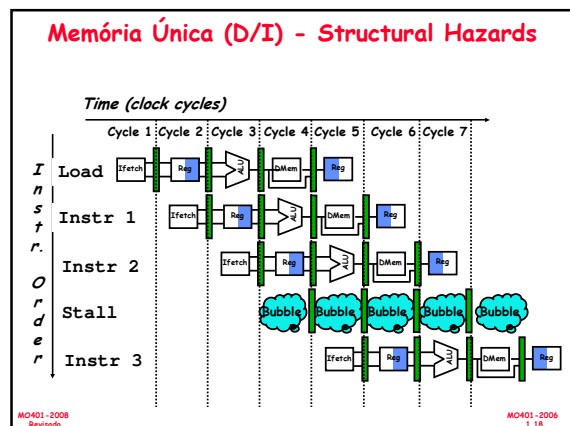 Memória Única (D/I) - Structural Hazards
Time (clock cycles)
Cycle 1 Cycle 2 Cycle 3 Cycle 4 Cycle 5 Cycle 6 Cycle 7
Instr. Order
Load Ifetch Reg ALU DMem Reg
Instr 1 Ifetch Reg ALU DMem Reg
Instr 2 Ifetch Reg ALU DMem Reg
Stall Bubble Bubble Bubble Bubble Bubble
Instr 3 Ifetch Reg ALU DMem Reg
MO401-2008
Revisado
MO401-2006
1.18